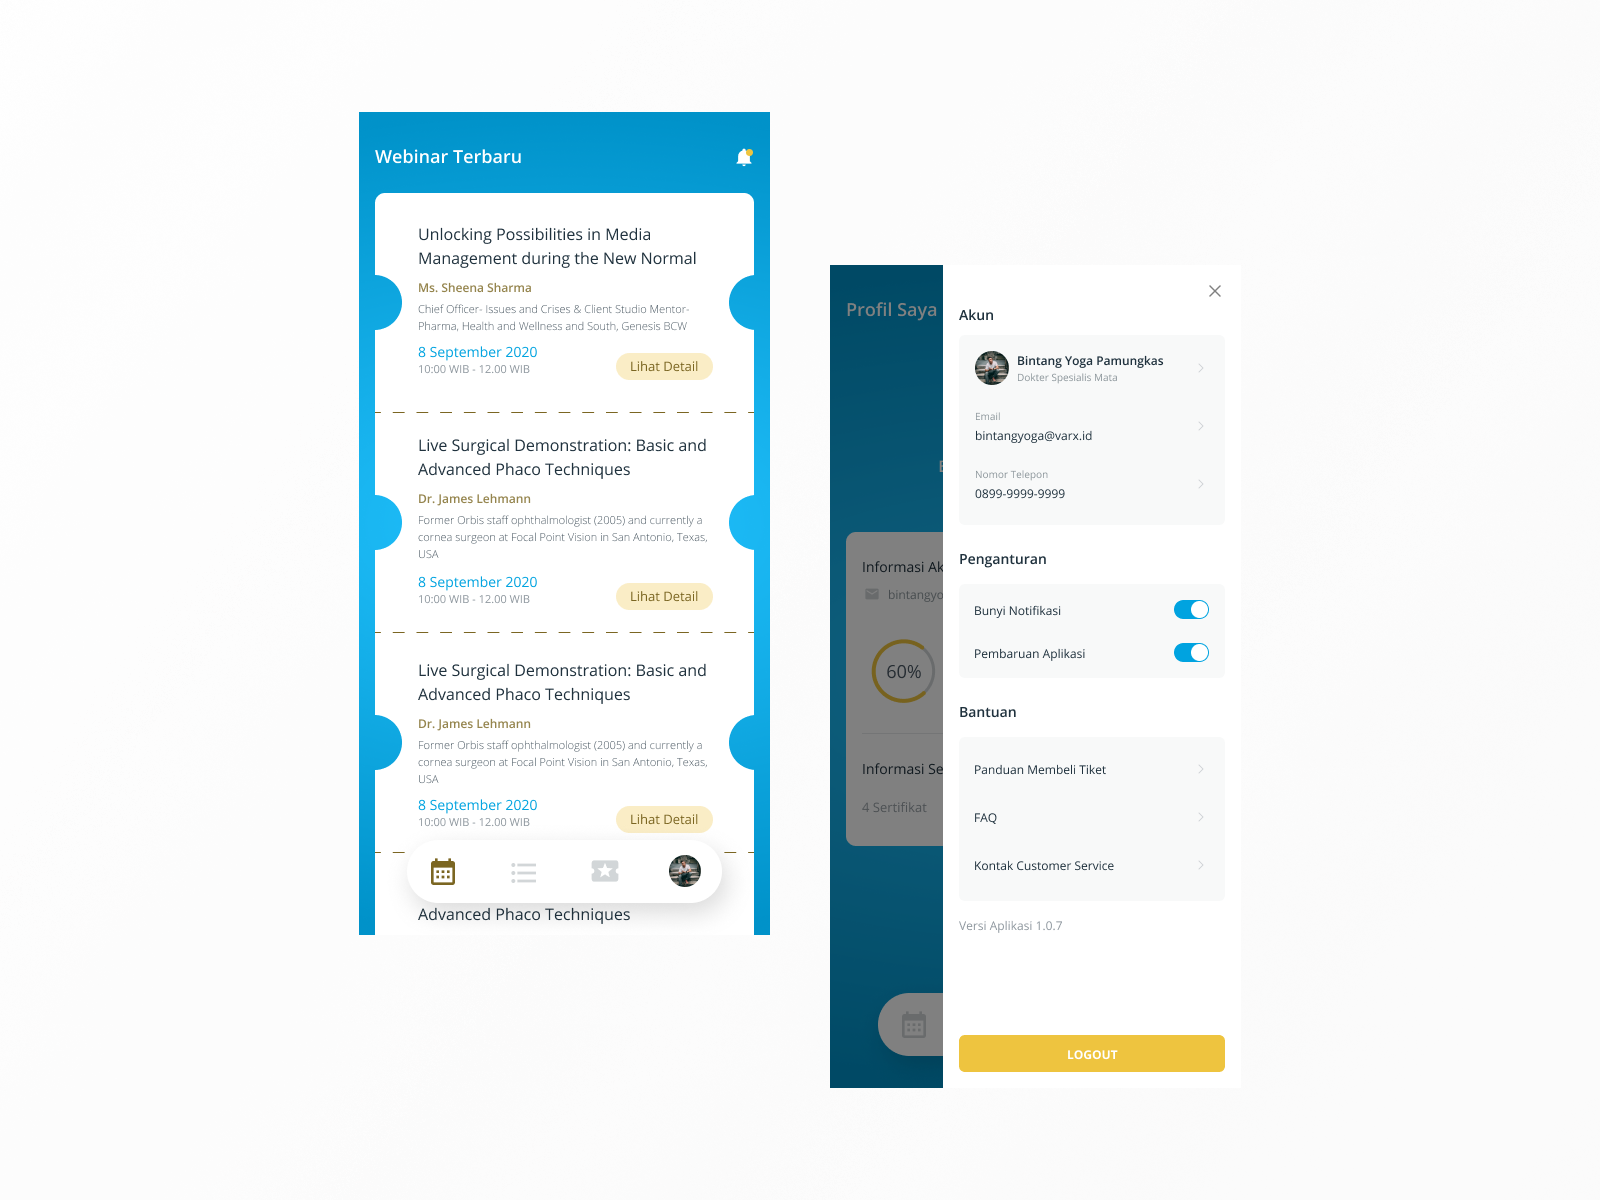 Webinar Terbaru
Unlocking Possibilities in Media
Management during the New Normal
Ms. Sheena Sharma
Chief Officer- Issues and Crises & Client Studio Mentor-
Pharma, Health and Wellness and South, Genesis BCW
8 September 2020
10:00 WIB - 12.00 WIB
Lihat Detail
Live Surgical Demonstration: Basic and
Advanced Phaco Techniques
Dr. James Lehmann
Former Orbis staff ophthalmologist (2005) and currently a
cornea surgeon at Focal Point Vision in San Antonio, Texas,
USA
8 September 2020
10:00 WIB - 12.00 WIB
Lihat Detail
Live Surgical Demonstration: Basic and
Advanced Phaco Techniques
Dr. James Lehmann
Former Orbis staff ophthalmologist (2005) and currently a
cornea surgeon at Focal Point Vision in San Antonio, Texas,
USA
8 September 2020
10:00 WIB - 12.00 WIB
Lihat Detail
Advanced Phaco Techniques
Profil Saya
Informasi Ak
bintangyo
60%
Informasi Se
4 Sertifikat
Akun
Bintang Yoga Pamungkas
Dokter Spesialis Mata
Email
bintangyoga@varx.id
Nomor Telepon
0899-9999-9999
Penganturan
Bunyi Notifikasi
Pembaruan Aplikasi
Bantuan
Panduan Membeli Tiket
FAQ
Kontak Customer Service
Versi Aplikasi 1.0.7
LOGOUT